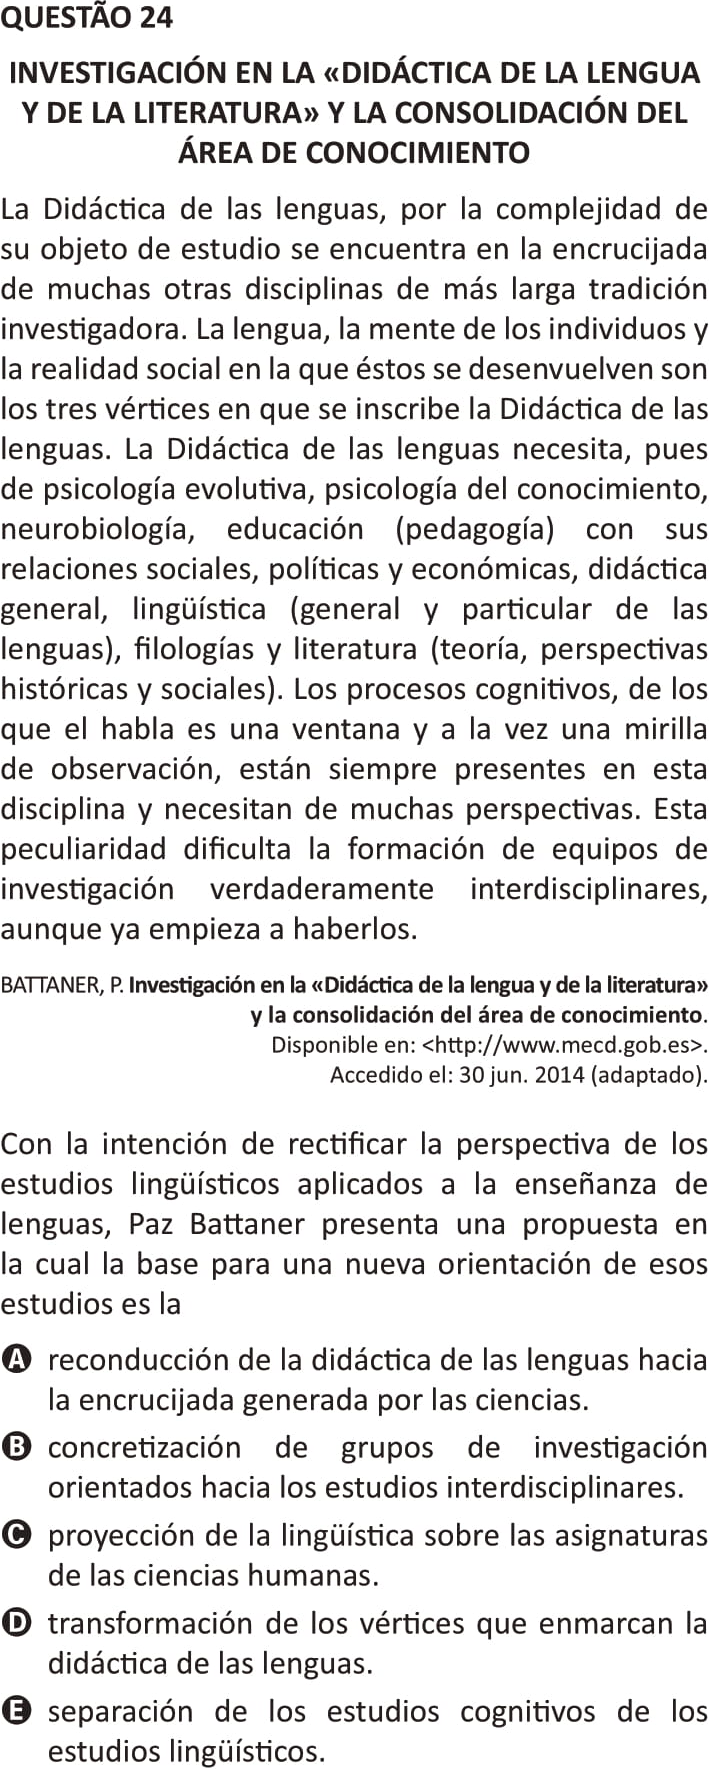 QUESTÃO 24
INVESTIGACIÓN EN LA «DIDÁCTICA DE LA LENGUA
Y DE LA LITERATURA» Y LA CONSOLIDACIÓN DEL
ÁREA DE CONOCIMIENTO
La Didáctica de las lenguas, por la complejidad de
su objeto de estudio se encuentra en la encrucijada
de muchas otras disciplinas de más larga tradición
investigadora. La lengua, la mente de los individuos y
la realidad social en la que éstos se desenvuelven son
los tres vértices en que se inscribe la Didáctica de las
lenguas. La Didáctica de las lenguas necesita, pues
de psicología evolutiva, psicología del conocimiento,
neurobiología, educación (pedagogía) con sus
relaciones sociales, políticas y económicas, didáctica
general, lingüística (general y particular de las
lenguas), filologías y literatura (teoría, perspectivas
históricas y sociales). Los procesos cognitivos, de los
que el habla es una ventana y a la vez una mirilla
de observación, están siempre presentes en esta
disciplina y necesitan de muchas perspectivas. Esta
peculiaridad dificulta la formación de equipos de
investigación verdaderamente interdisciplinares,
aunque ya empieza a haberlos.
BATTANER, P. Investigación en la «Didáctica de la lengua y de la literatura»
y la consolidación del área de conocimiento.
Disponible en: <http://www.mecd.gob.es>.
Accedido el: 30 jun. 2014 (adaptado).
Con la intención de rectificar la perspectiva de los
estudios lingüísticos aplicados a la enseñanza de
lenguas, Paz Battaner presenta una propuesta en
la cual la base para una nueva orientación de esos
estudios es la
A reconducción de la didáctica de las lenguas hacia
la encrucijada generada por las ciencias.
B concretización de grupos de investigación
orientados hacia los estudios interdisciplinares.
C proyección de la lingüística sobre las asignaturas
de las ciencias humanas.
D transformación de los vértices que enmarcan la
didáctica de las lenguas.
E separación de los estudios cognitivos de los
estudios lingüísticos.